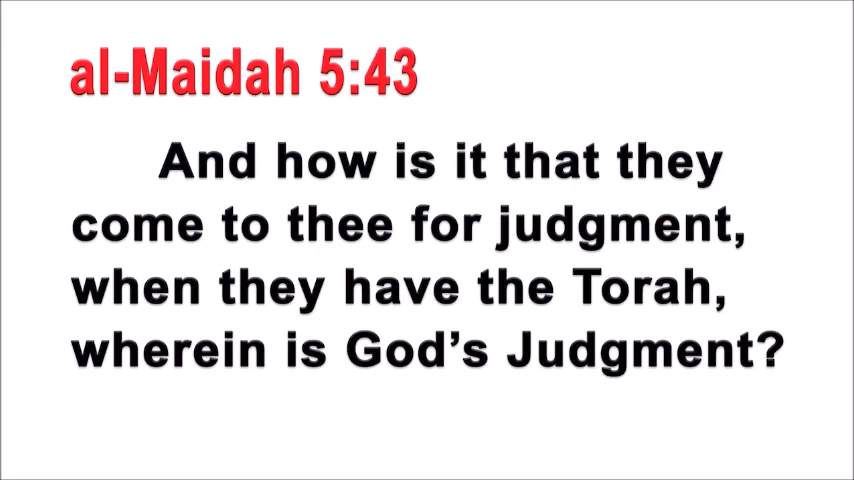 al-Maidah 5:43
And how is it that they
come to thee for judgment,
when they have the Torah,
wherein is God's Judgment?